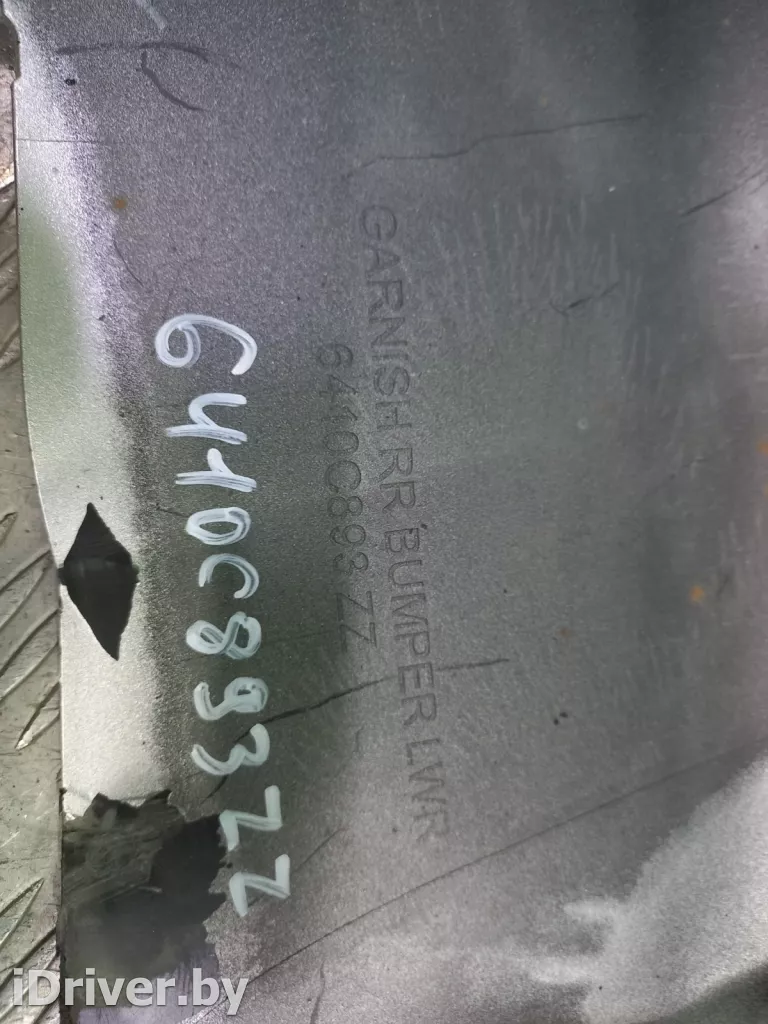 GARNISH RR BUMPER LWR
6410C893 ZZ
6410C893ZZ
iDriver.by